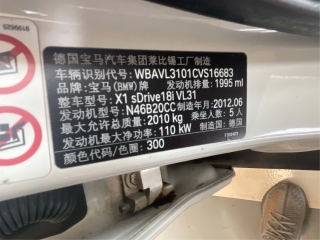 德国宝马汽车集团莱比锡工厂制造
车辆识别代号: WBAVL3101CVS16683
品牌: 宝马(BMW)牌 发动机排量: 1995 ml
整车型号: X1 sDrive18i VL31
发动机型号: N46B20CC 制造年月: 2012.06
最大允许总质量: 2010 kg 乘坐人数: 5 人
发动机最大净功率: 110 kW 制造国: 德国
颜色代码/色圈: 300